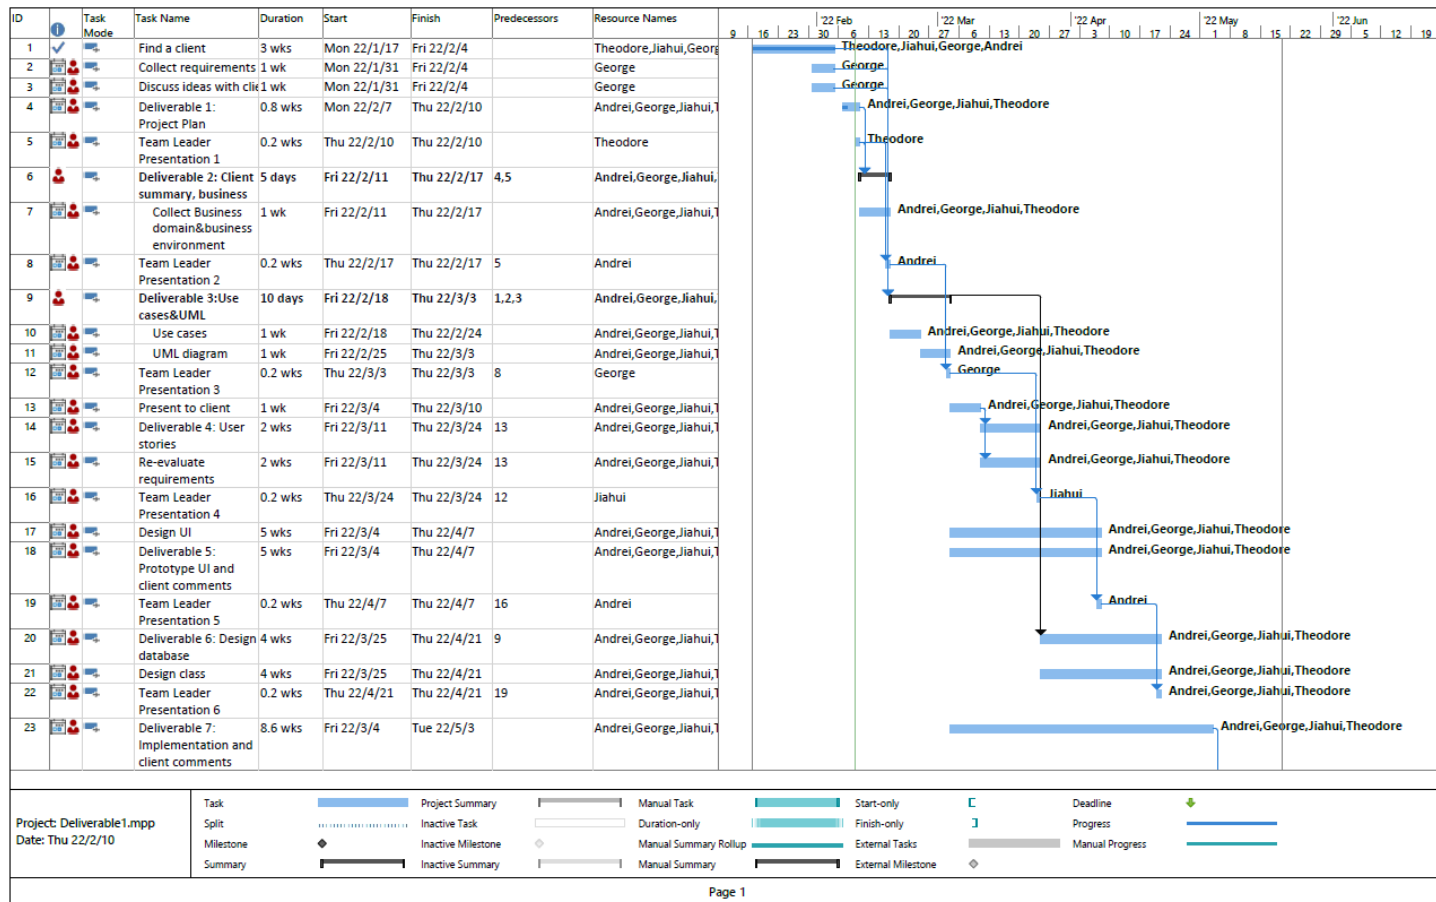 ID Task Mode Task Name Duration Start Finish Predecessors Resource Names '22 Feb '22 Mar '22 Apr '22 May '22 Jun
9 16 23 30 6 13 20 27 6 13 20 27 3 10 17 24 1 8 15 22 29 5 12 19
1 Find a client 3 wks Mon 22/1/17 Fri 22/2/4 Theodore,Jiahui,Georg Theodore,Jiahui,George,Andrei
2 Collect requirements 1 wk Mon 22/1/31 Fri 22/2/4 George George
3 Discuss ideas with clie 1 wk Mon 22/1/31 Fri 22/2/4 George George
4 Deliverable 1: 0.8 wks Mon 22/2/7 Thu 22/2/10 Andrei,George,Jiahui,T Andrei,George,Jiahui,Theodore
Project Plan
5 Team Leader 0.2 wks Thu 22/2/10 Thu 22/2/10 Theodore Theodore
Presentation 1
6 Deliverable 2: Client 5 days Fri 22/2/11 Thu 22/2/17 4,5 Andrei,George,Jiahui,
summary, business
7 Collect Business 1 wk Fri 22/2/11 Thu 22/2/17 Andrei,George,Jiahui,T Andrei,George,Jiahui,Theodore
domain&business
environment
8 Team Leader 0.2 wks Thu 22/2/17 Thu 22/2/17 5 Andrei Andrei
Presentation 2
9 Deliverable 3:Use 10 days Fri 22/2/18 Thu 22/3/3 1,2,3 Andrei,George,Jiahui,
cases&UML
10 Use cases 1 wk Fri 22/2/18 Thu 22/2/24 Andrei,George,Jiahui,T Andrei,George,Jiahui,Theodore
11 UML diagram 1 wk Fri 22/2/25 Thu 22/3/3 Andrei,George,Jiahui,T Andrei,George,Jiahui,Theodore
12 Team Leader 0.2 wks Thu 22/3/3 Thu 22/3/3 8 George George
Presentation 3
13 Present to client 1 wk Fri 22/3/4 Thu 22/3/10 Andrei,George,Jiahui,T Andrei,George,Jiahui,Theodore
14 Deliverable 4: User 2 wks Fri 22/3/11 Thu 22/3/24 13 Andrei,George,Jiahui,T Andrei,George,Jiahui,Theodore
stories
15 Re-evaluate 2 wks Fri 22/3/11 Thu 22/3/24 13 Andrei,George,Jiahui,T Andrei,George,Jiahui,Theodore
requirements
16 Team Leader 0.2 wks Thu 22/3/24 Thu 22/3/24 12 Jiahui Jiahui
Presentation 4
17 Design UI 5 wks Fri 22/3/4 Thu 22/4/7 Andrei,George,Jiahui,T Andrei,George,Jiahui,Theodore
18 Deliverable 5: 5 wks Fri 22/3/4 Thu 22/4/7 Andrei,George,Jiahui,T Andrei,George,Jiahui,Theodore
Prototype UI and
client comments
19 Team Leader 0.2 wks Thu 22/4/7 Thu 22/4/7 16 Andrei Andrei
Presentation 5
20 Deliverable 6: Design 4 wks Fri 22/3/25 Thu 22/4/21 9 Andrei,George,Jiahui,T Andrei,George,Jiahui,Theodore
database
21 Design class 4 wks Fri 22/3/25 Thu 22/4/21 Andrei,George,Jiahui,T Andrei,George,Jiahui,Theodore
22 Team Leader 0.2 wks Thu 22/4/21 Thu 22/4/21 19 Andrei,George,Jiahui,T Andrei,George,Jiahui,Theodore
Presentation 6
23 Deliverable 7: 8.6 wks Fri 22/3/4 Tue 22/5/3 Andrei,George,Jiahui,T Andrei,George,Jiahui,Theodore
Implementation and
client comments
Project: Deliverable1.mpp
Date: Thu 22/2/10
Task Project Summary Manual Task Start-only Deadline
Split Inactive Task Duration-only Finish-only Progress
Milestone Inactive Milestone Manual Summary Rollup External Tasks Manual Progress
Summary Inactive Summary Manual Summary External Milestone
Page 1